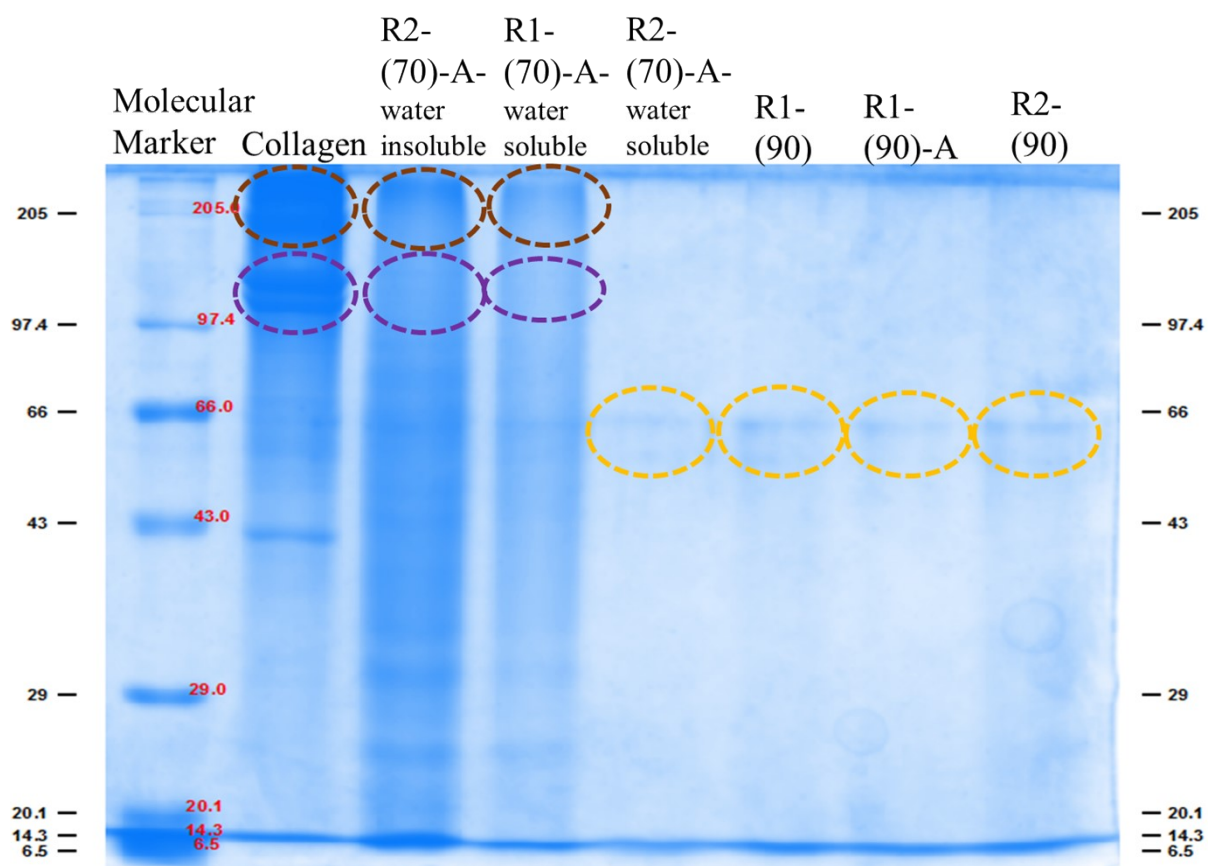 Molecular
Marker
Collagen
R2-
(70)-A-
water
insoluble
R1-
(70)-A-
water
soluble
R2-
(70)-A-
water
soluble
R1-
(90)
R1-
(90)-A
R2-
(90)
205
97.4
66
43
29
20.1
14.3
6.5
205.0
97.4
66.0
43.0
29.0
20.1
14.3
6.5
205
97.4
66
43
29
20.1
14.3
6.5